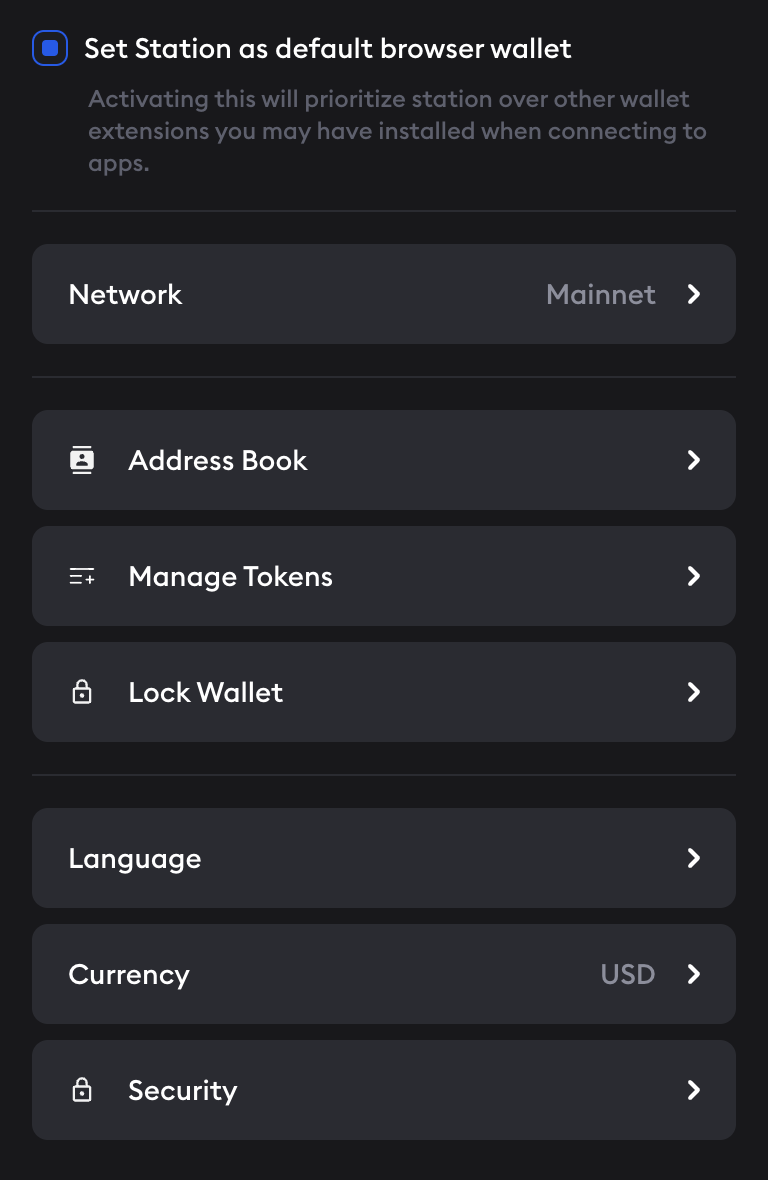 Set Station as default browser wallet
Activating this will prioritize station over other wallet
extensions you may have installed when connecting to
apps.
Network Mainnet
Address Book
Manage Tokens
Lock Wallet
Language
Currency USD
Security